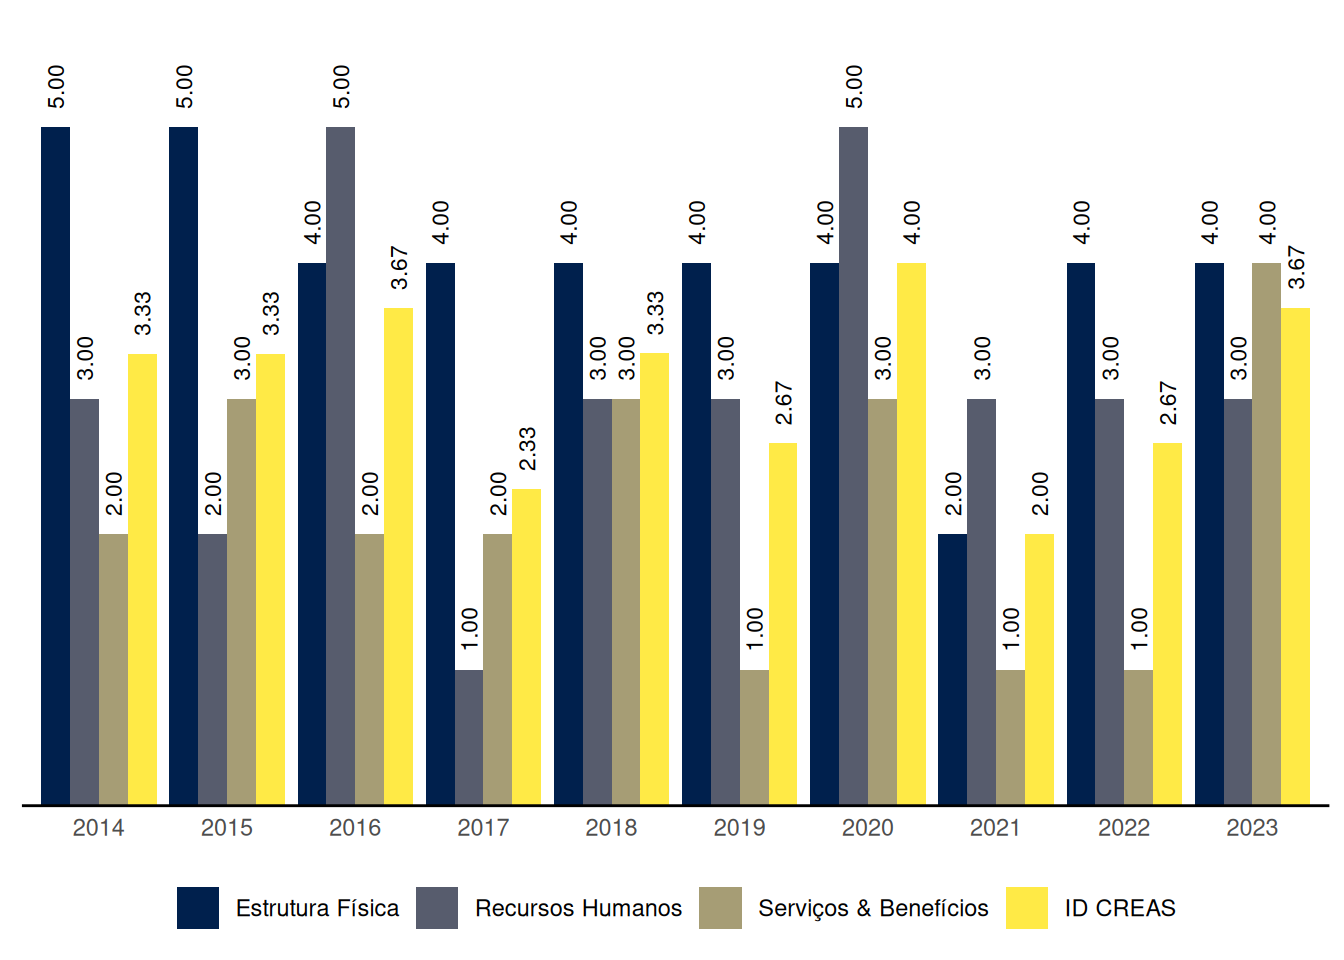 5.00 3.00 2.00 3.33
5.00 2.00 3.00 3.33
4.00 5.00 2.00 3.67
4.00 1.00 2.00 2.33
4.00 3.00 3.00 3.33
4.00 3.00 1.00 2.67
4.00 5.00 3.00 4.00
2.00 3.00 1.00 2.00
4.00 3.00 1.00 2.67
4.00 3.00 4.00 3.67
2014 2015 2016 2017 2018 2019 2020 2021 2022 2023
Estrutura Física Recursos Humanos Serviços & Benefícios ID CREAS